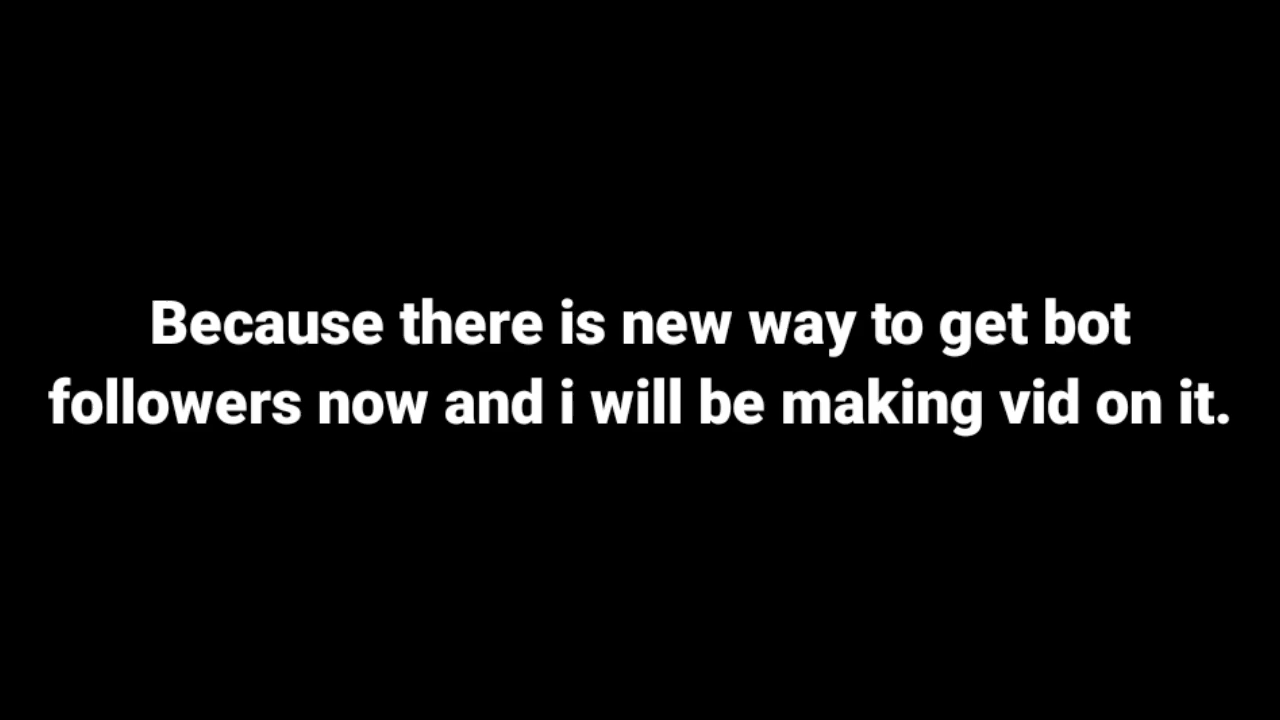 Because there is new way to get bot
followers now and i will be making vid on it.